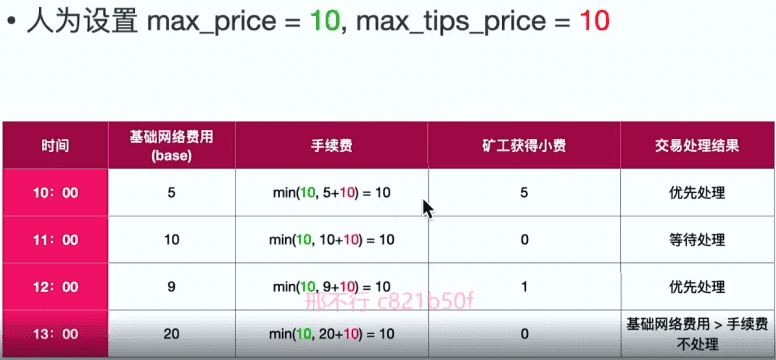 • 人为设置 max_price = 10, max_tips_price = 10
时间 基础网络费用 (base) 手续费 矿工获得小费 交易处理结果
10：00 5 min(10, 5+10) = 10 5 优先处理
11：00 10 min(10, 10+10) = 10 0 等待处理
12：00 9 min(10, 9+10) = 10 1 优先处理
邢不行 c821b50f
13：00 20 min(10, 20+10) = 10 0 基础网络费用 > 手续费 不处理